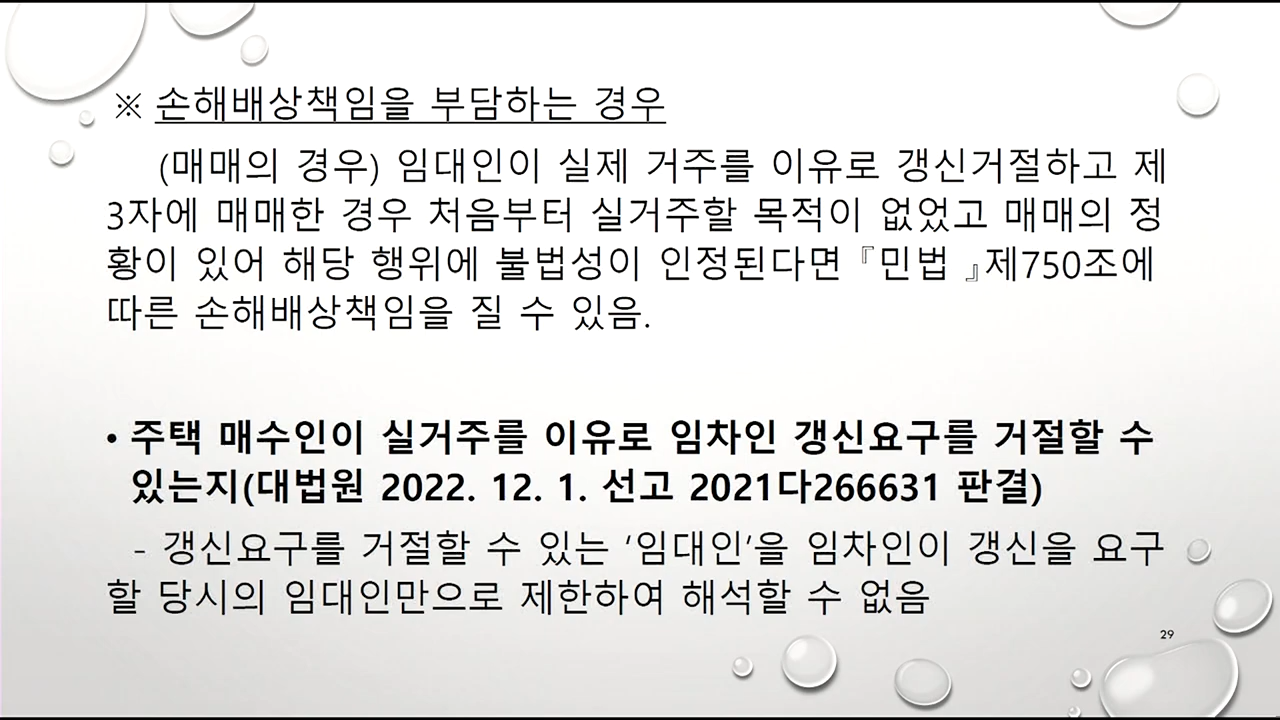 ※ 손해배상책임을 부담하는 경우
(매매의 경우) 임대인이 실제 거주를 이유로 갱신거절하고 제
3자에 매매한 경우 처음부터 실거주할 목적이 없었고 매매의 정
황이 있어 해당 행위에 불법성이 인정된다면 『민법 』제750조에
따른 손해배상책임을 질 수 있음.
• 주택 매수인이 실거주를 이유로 임차인 갱신요구를 거절할 수
있는지(대법원 2022. 12. 1. 선고 2021다266631 판결)
- 갱신요구를 거절할 수 있는 ‘임대인’을 임차인이 갱신을 요구
할 당시의 임대인만으로 제한하여 해석할 수 없음
29